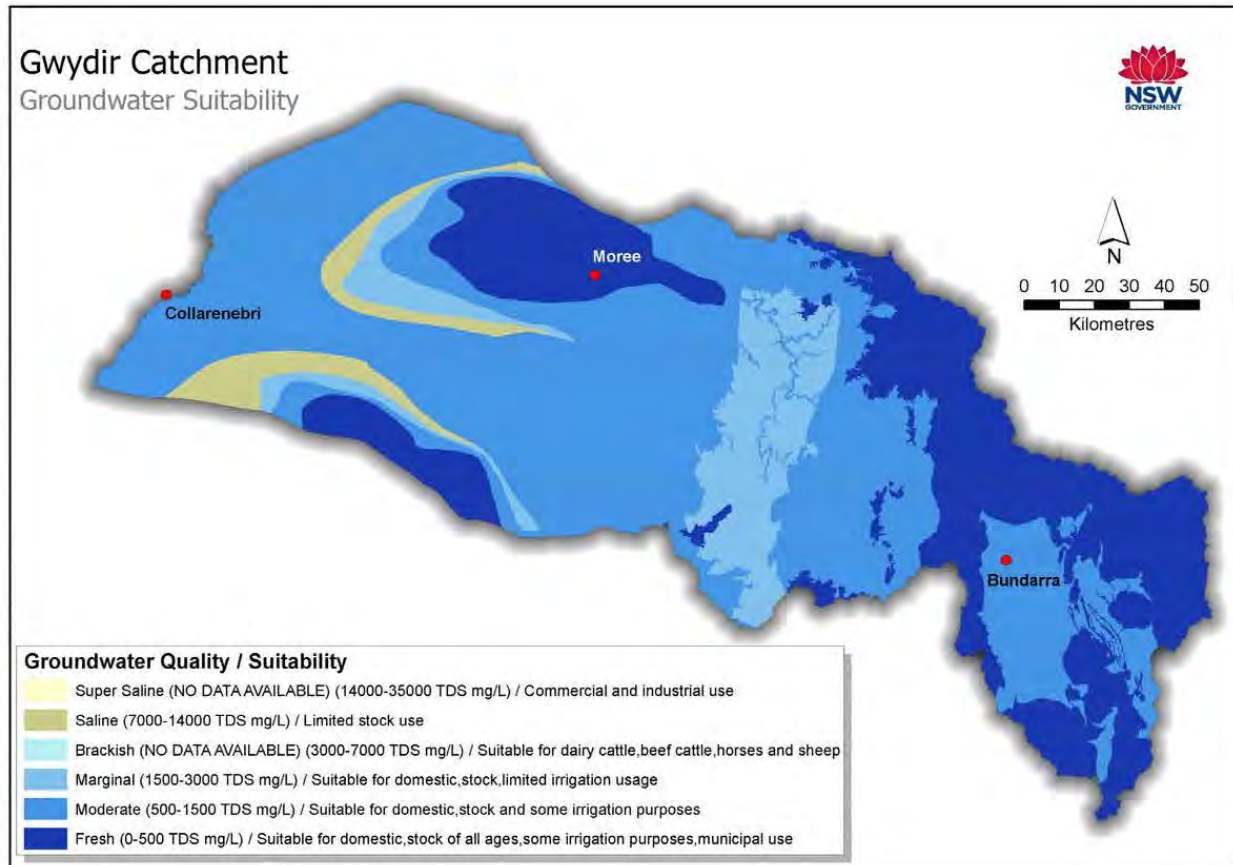 Gwydir Catchment
Groundwater Suitability
NSW
GOVERNMENT
Moree
N
0 10 20 30 40 50
Kilometres
Collarenebri
Bundarra
Groundwater Quality / Suitability
Super Saline (NO DATA AVAILABLE) (14000-35000 TDS mg/L) / Commercial and industrial use
Saline (7000-14000 TDS mg/L) / Limited stock use
Brackish (NO DATA AVAILABLE) (3000-7000 TDS mg/L) / Suitable for dairy cattle,beef cattle,horses and sheep
Marginal (1500-3000 TDS mg/L) / Suitable for domestic,stock,limited irrigation usage
Moderate (500-1500 TDS mg/L) / Suitable for domestic,stock and some irrigation purposes
Fresh (0-500 TDS mg/L) / Suitable for domestic,stock of all ages,some irrigation purposes,municipal use